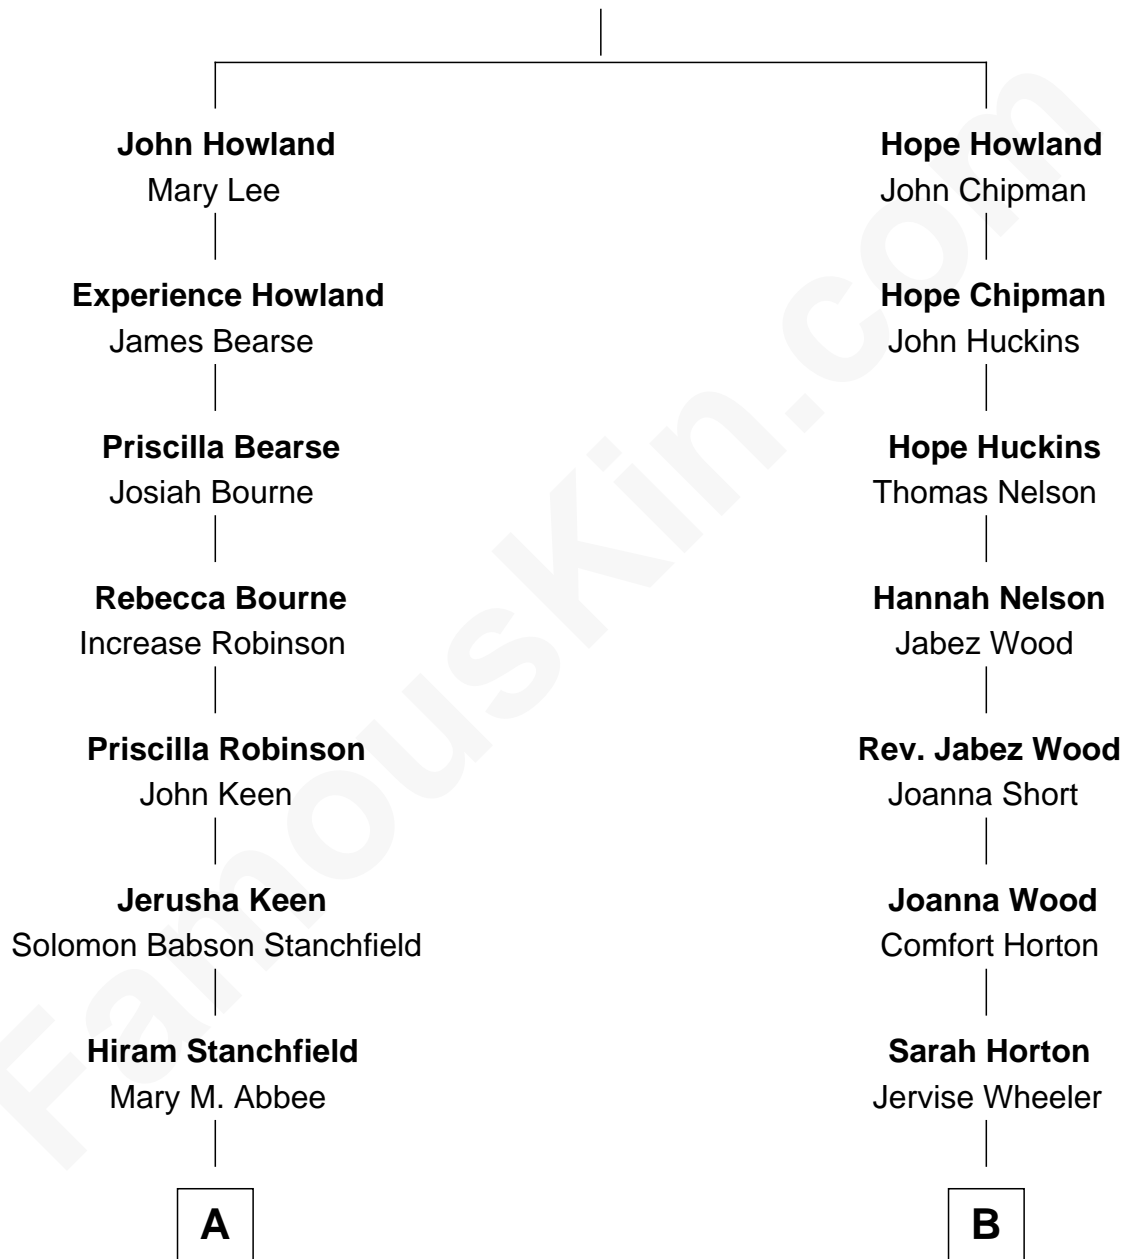 John Howland
Mary Lee
Hope Howland
John Chipman
Experience Howland
James Bearse
Hope Chipman
John Huckins
Priscilla Bearse
Josiah Bourne
Hope Huckins
Thomas Nelson
Rebecca Bourne
Increase Robinson
Hannah Nelson
Jabez Wood
Priscilla Robinson
John Keen
Rev. Jabez Wood
Joanna Short
Jerusha Keen
Solomon Babson Stanchfield
Joanna Wood
Comfort Horton
Hiram Stanchfield
Mary M. Abbee
Sarah Horton
Jervise Wheeler
A
B
FamousKin.com